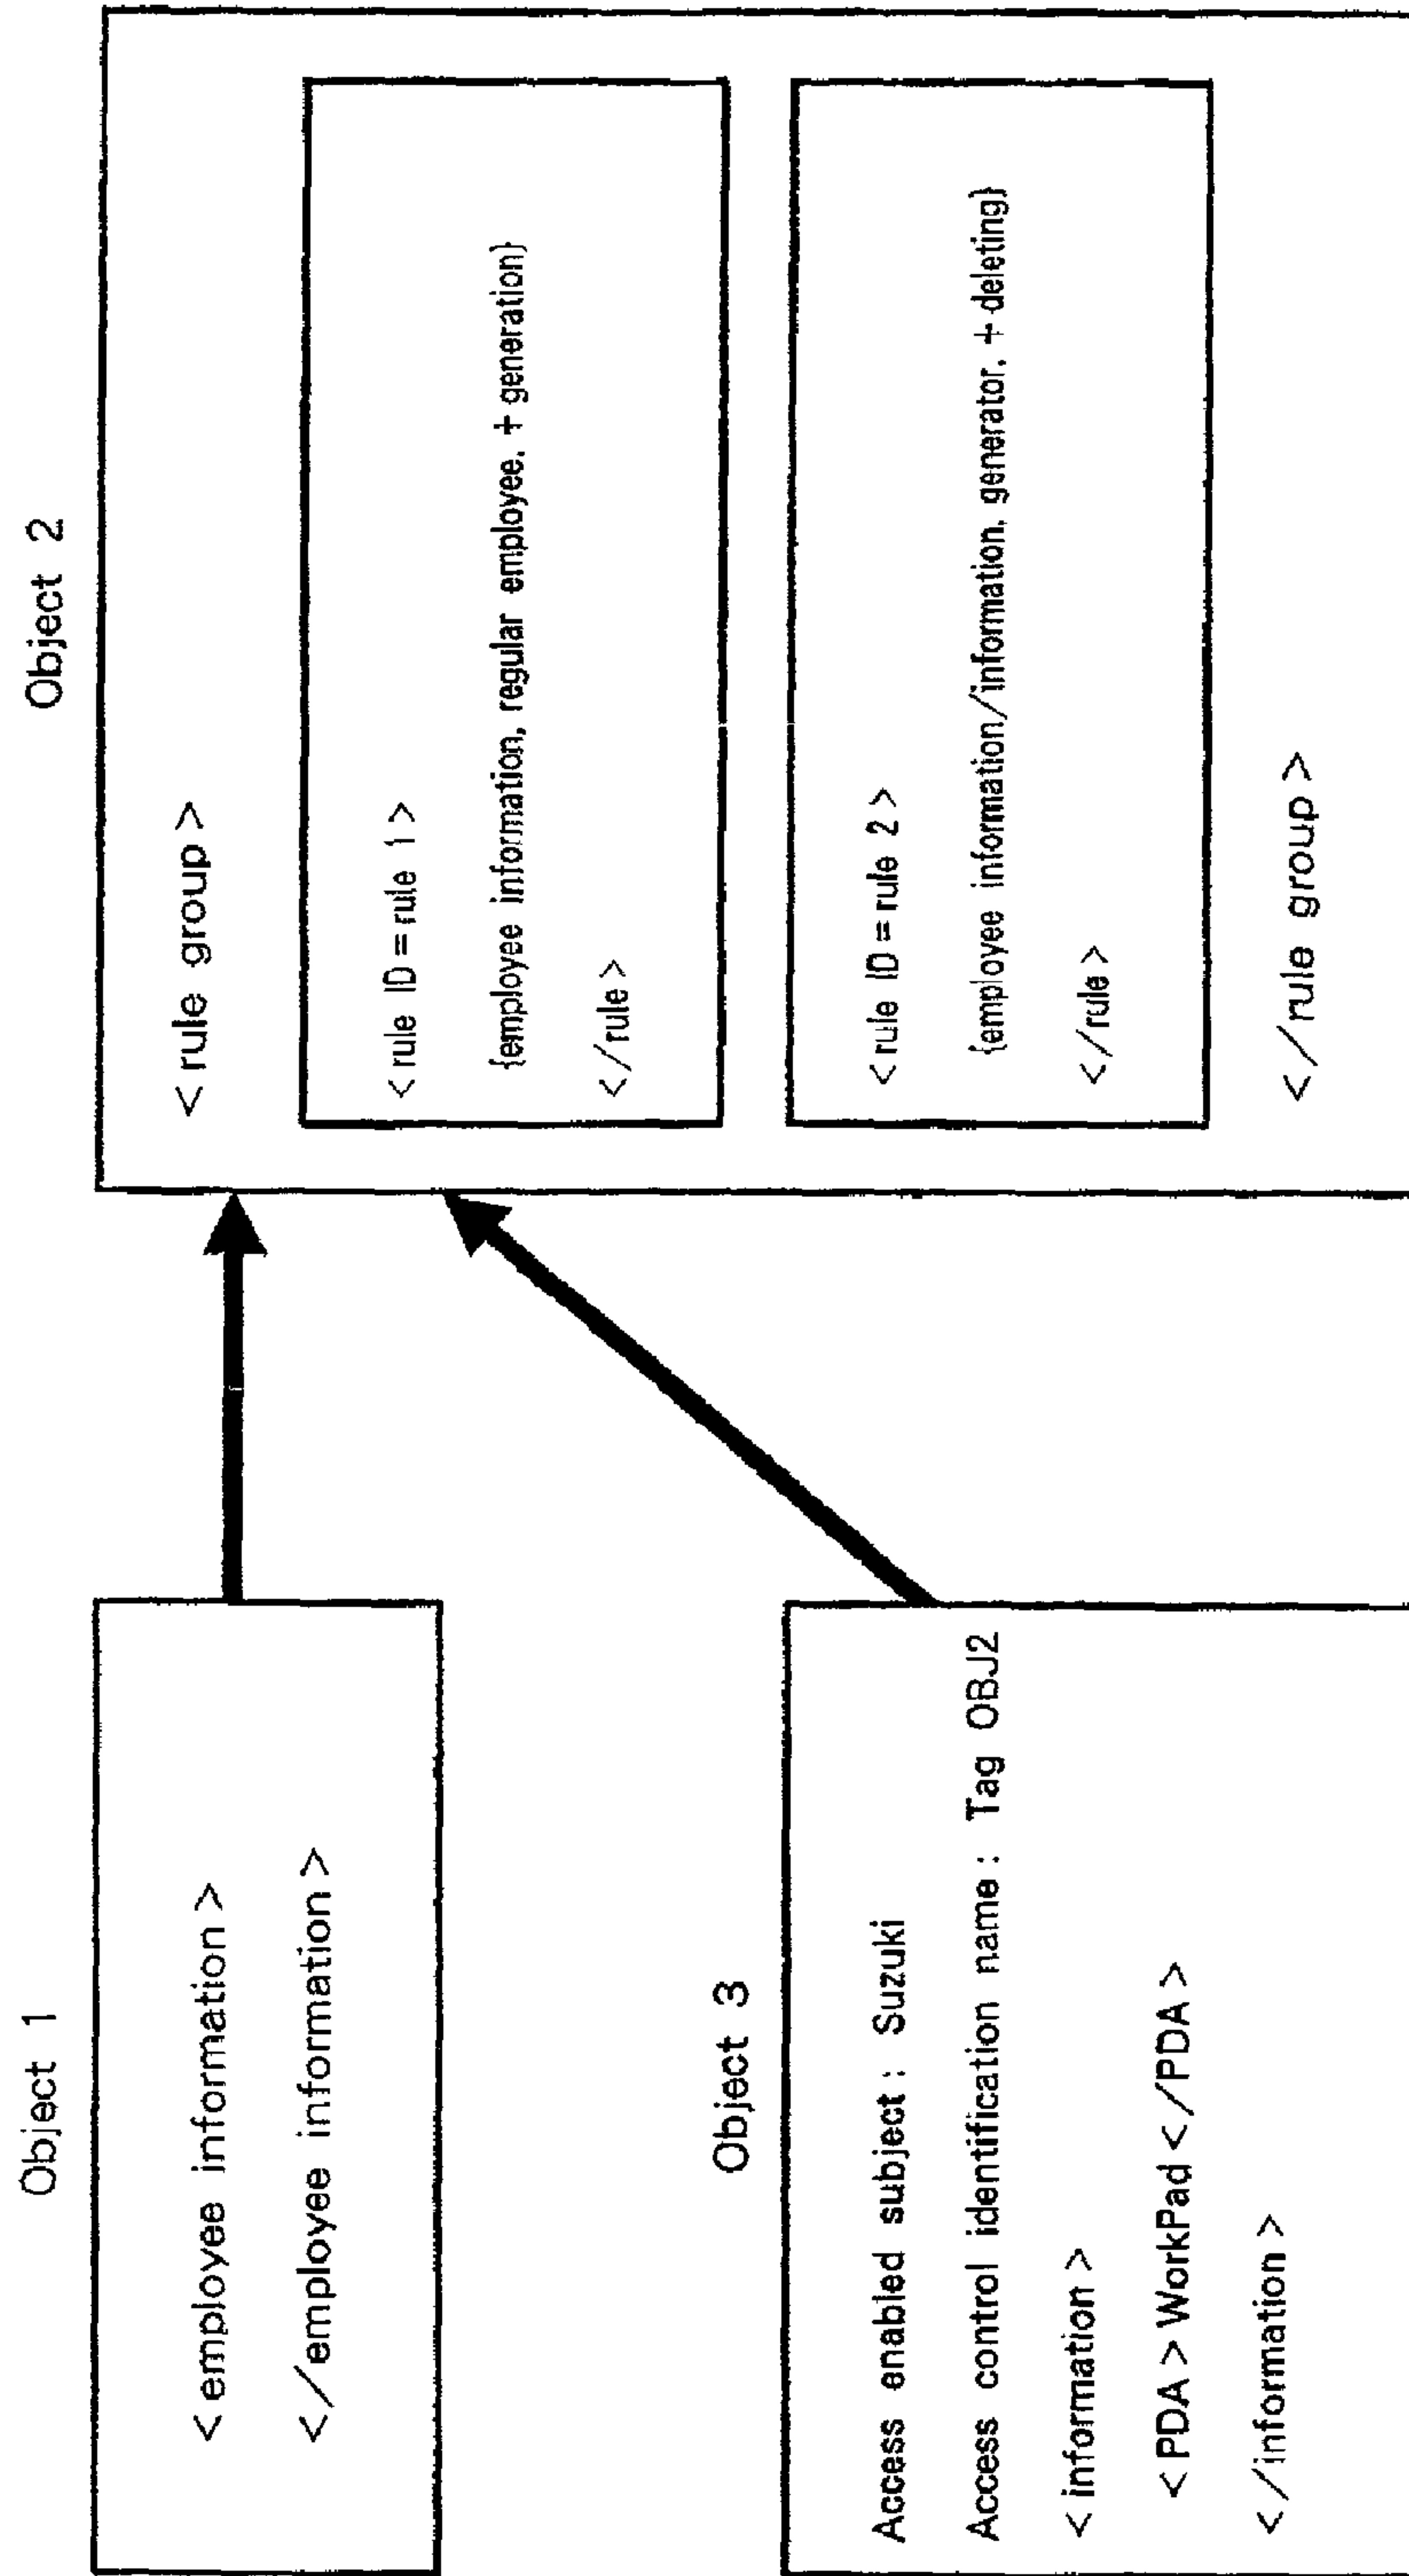 Object 1
<employee information>
</employee information>
Object 2
<rule group>
<rule ID=rule 1>
{employee information, regular employee, +generation}
</rule>
<rule ID=rule 2>
{employee information/information, generator, +deleting}
</rule>
</rule group>
Object 3
Access enabled subject: Suzuki
Access control identification name: Tag OBJ2
<information>
<PDA>WorkPad</PDA>
</information>